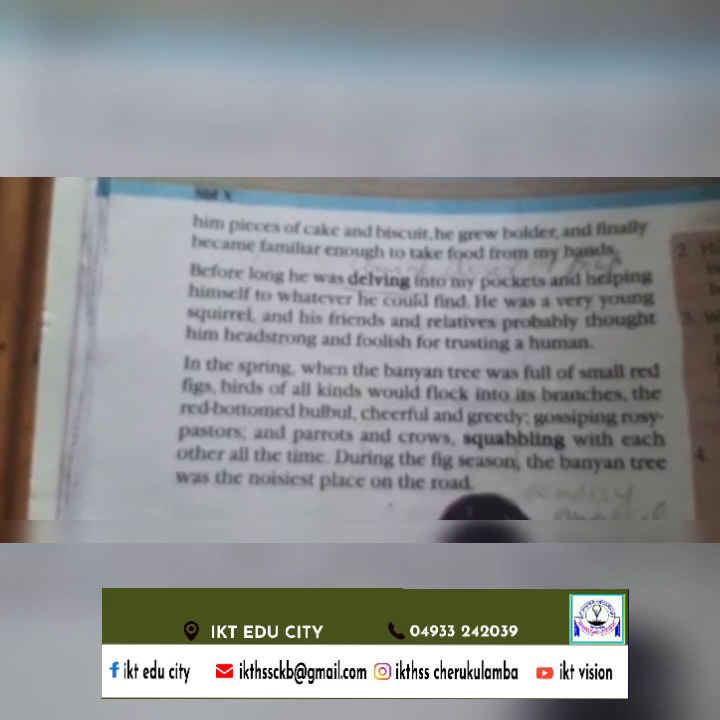 Std X
him pieces of cake and biscuit, he grew bolder, and finally
became familiar enough to take food from my hands.
Before long he was delving into my pockets and helping
himself to whatever he could find. He was a very young
squirrel, and his friends and relatives probably thought
him headstrong and foolish for trusting a human.
In the spring, when the banyan tree was full of small red
figs, birds of all kinds would flock into its branches, the
red-bottomed bulbul, cheerful and greedy; gossiping rosy-
pastors; and parrots and crows, squabbling with each
other all the time. During the fig season, the banyan tree
was the noisiest place on the road.
2.
3.
4.
IKT EDU CITY
04933 242039
ikt edu city
ikthssckb@gmail.com
ikthss cherukulamba
ikt vision